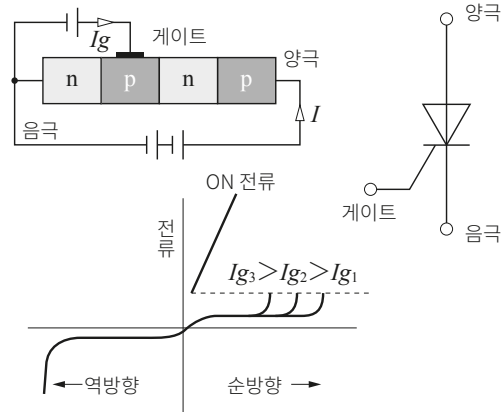 Ig
게이트
양극
n p n p
음극
I
양극
게이트
음극
ON 전류
전류
Ig3>Ig2>Ig1
역방향
순방향